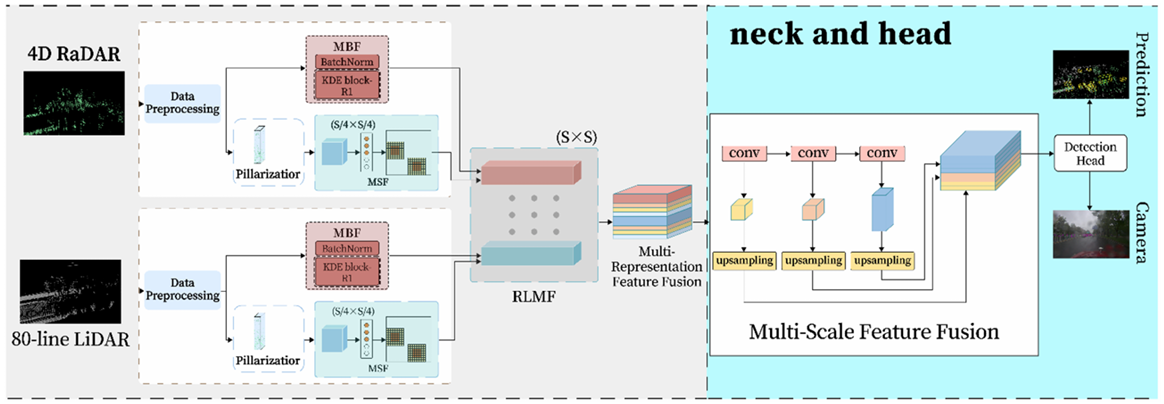 4D RaDAR
Data
Preprocessing
MBF
BatchNorm
KDE block-
R1
Pillarizatior
(S/4×S/4)
MSF
80-line LiDAR
Data
Preprocessing
MBF
BatchNorm
KDE block-
R1
Pillarizatior
(S/4×S/4)
MSF
(S×S)
RLMF
Multi-
Representation
Feature Fusion
neck and head
conv
conv
conv
upsampling
upsampling
upsampling
Multi-Scale Feature Fusion
Prediction
Detection
Head
Camera